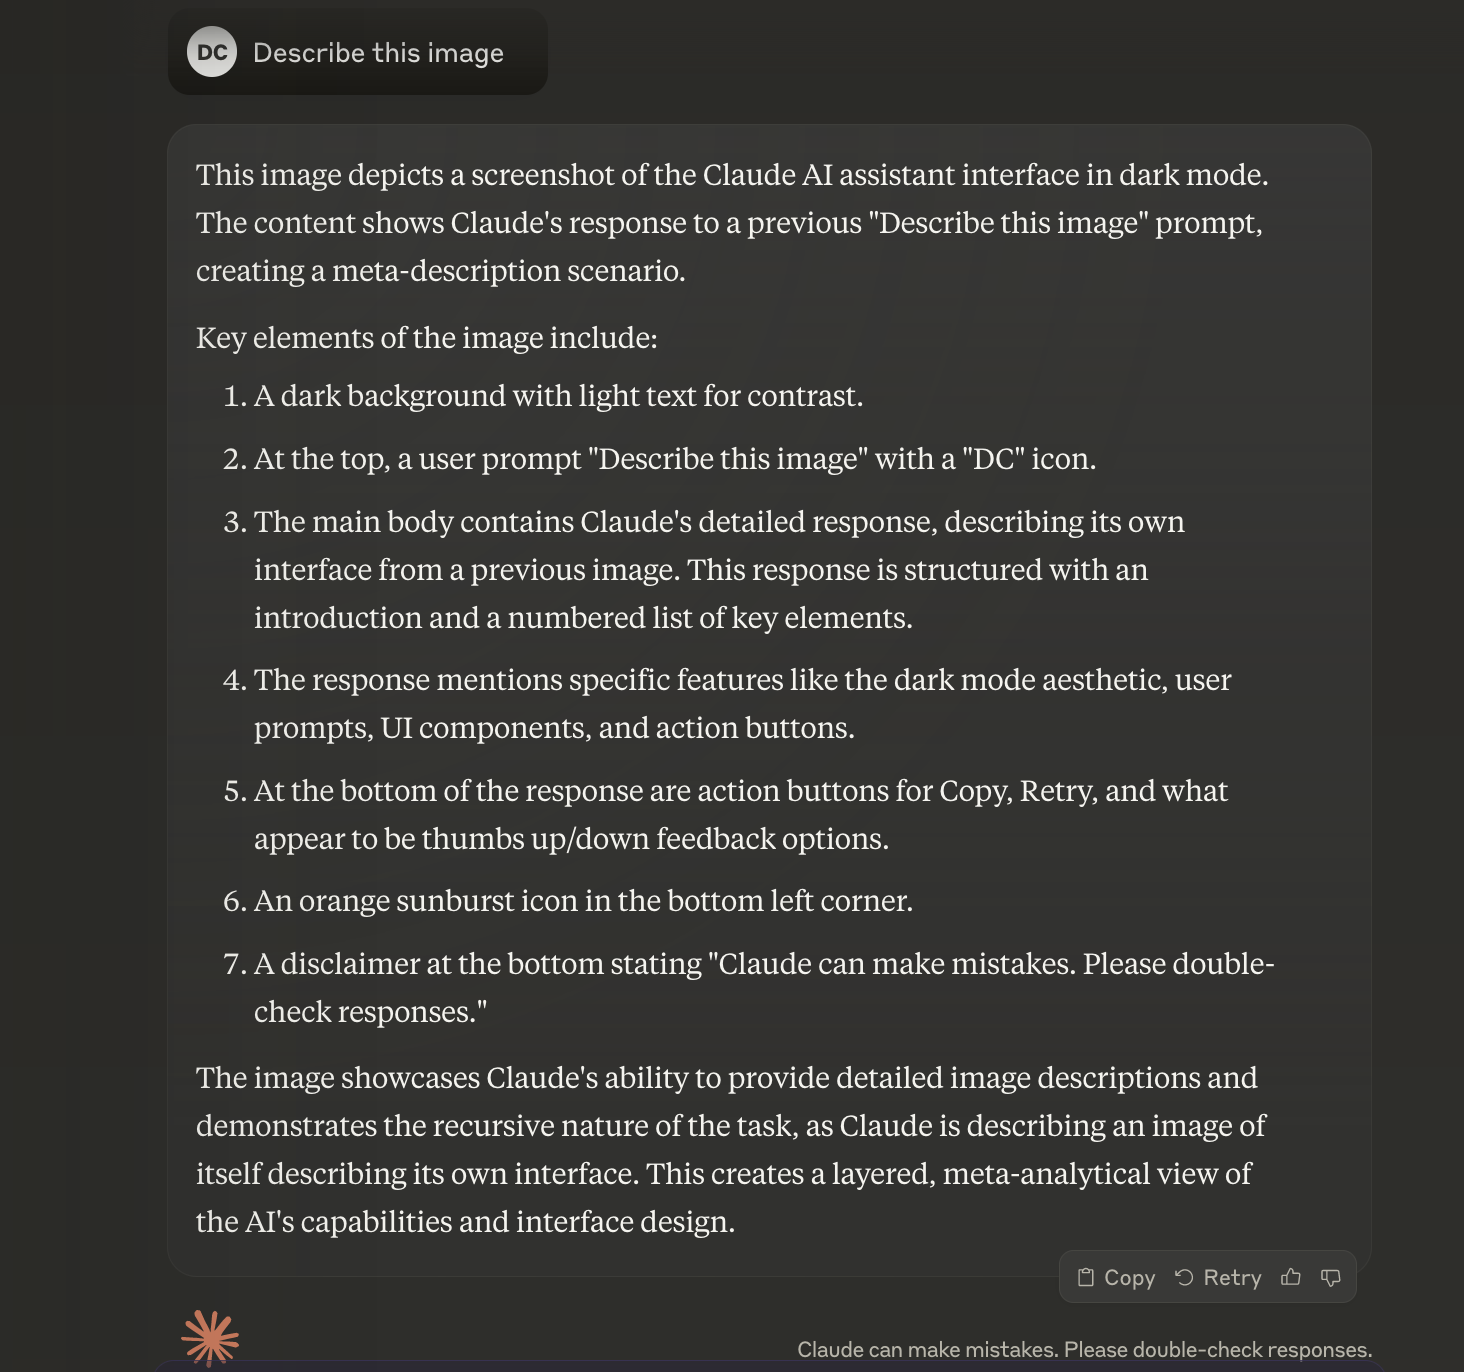 DC Describe this image
This image depicts a screenshot of the Claude AI assistant interface in dark mode.
The content shows Claude's response to a previous "Describe this image" prompt,
creating a meta-description scenario.
Key elements of the image include:
1. A dark background with light text for contrast.
2. At the top, a user prompt "Describe this image" with a "DC" icon.
3. The main body contains Claude's detailed response, describing its own
interface from a previous image. This response is structured with an
introduction and a numbered list of key elements.
4. The response mentions specific features like the dark mode aesthetic, user
prompts, UI components, and action buttons.
5. At the bottom of the response are action buttons for Copy, Retry, and what
appear to be thumbs up/down feedback options.
6. An orange sunburst icon in the bottom left corner.
7. A disclaimer at the bottom stating "Claude can make mistakes. Please double-
check responses."
The image showcases Claude's ability to provide detailed image descriptions and
demonstrates the recursive nature of the task, as Claude is describing an image of
itself describing its own interface. This creates a layered, meta-analytical view of
the AI's capabilities and interface design.
Copy Retry
Claude can make mistakes. Please double-check responses.